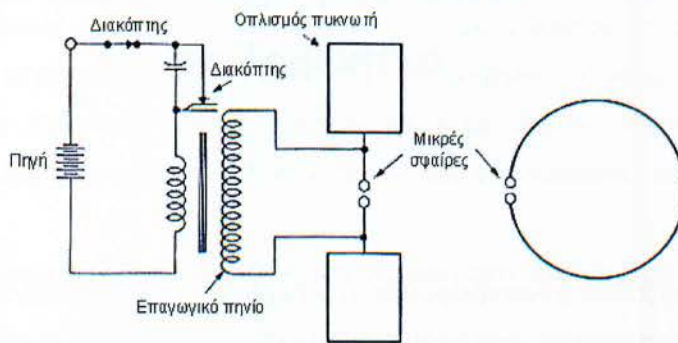 Διακόπτης
Οπλισμός πυκνωτή
Διακόπτης
Πηγή
Μικρές
σφαίρες
Επαγωγικό πηνίο